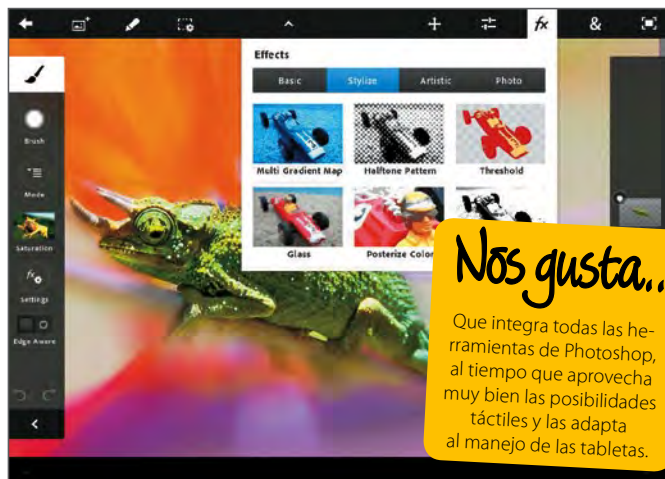 fx
&
Effects
Basic Stylize Artistic Photo
Brush
Mode
Saturation
Settings
Edge Aware
Multi Gradient Map Halftone Pattern Threshold
Glass Posterize Color
Nos gusta..
Que integra todas las he-
rramientas de Photoshop,
al tiempo que aprovecha
muy bien las posibilidades
táctiles y las adapta
al manejo de las tabletas.